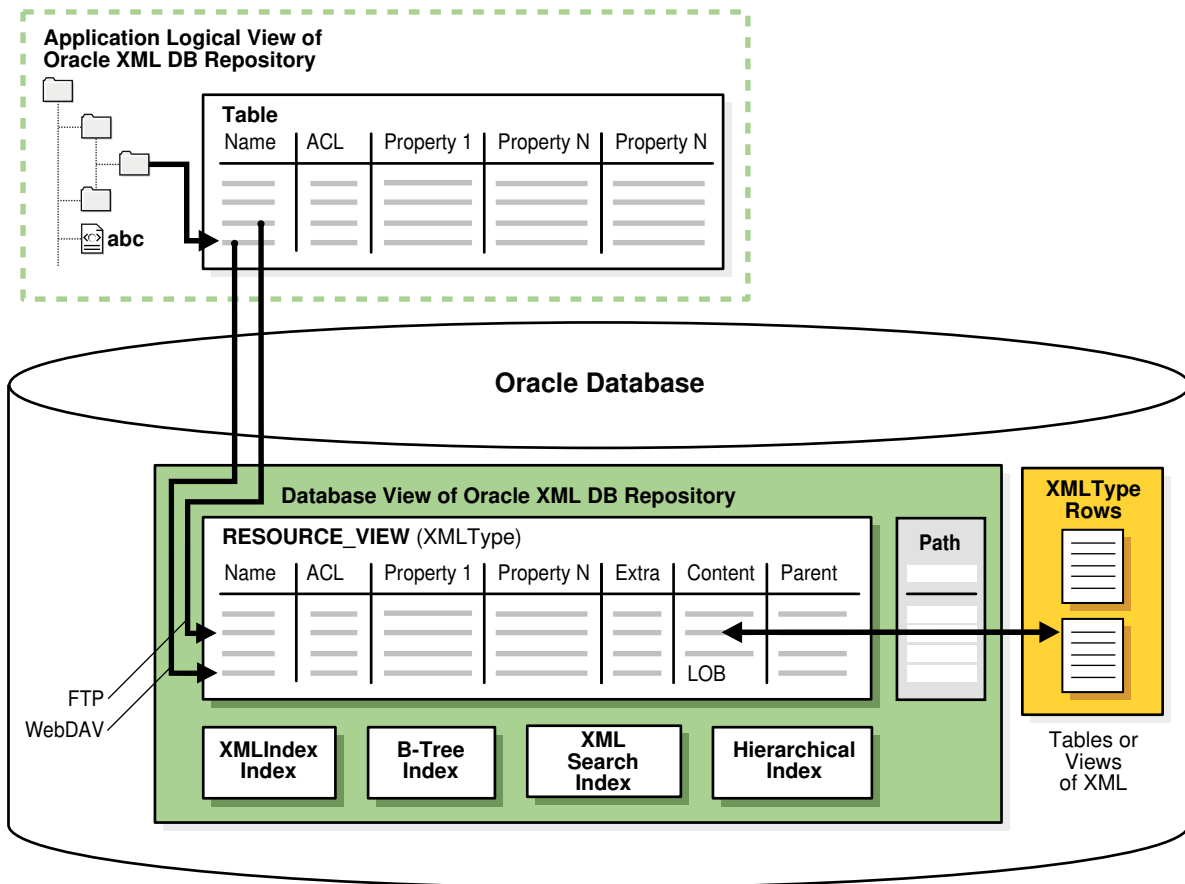 Application Logical View of
Oracle XML DB Repository
Table
Name ACL Property 1 Property N Property N
abc
Oracle Database
Database View of Oracle XML DB Repository
RESOURCE_VIEW (XMLType)
Name ACL Property 1 Property N Extra Content Parent
LOB
Path
XMLType
Rows
FTP
WebDAV
XMLIndex
Index
B-Tree
Index
XML
Search
Index
Hierarchical
Index
Tables or
Views
of XML